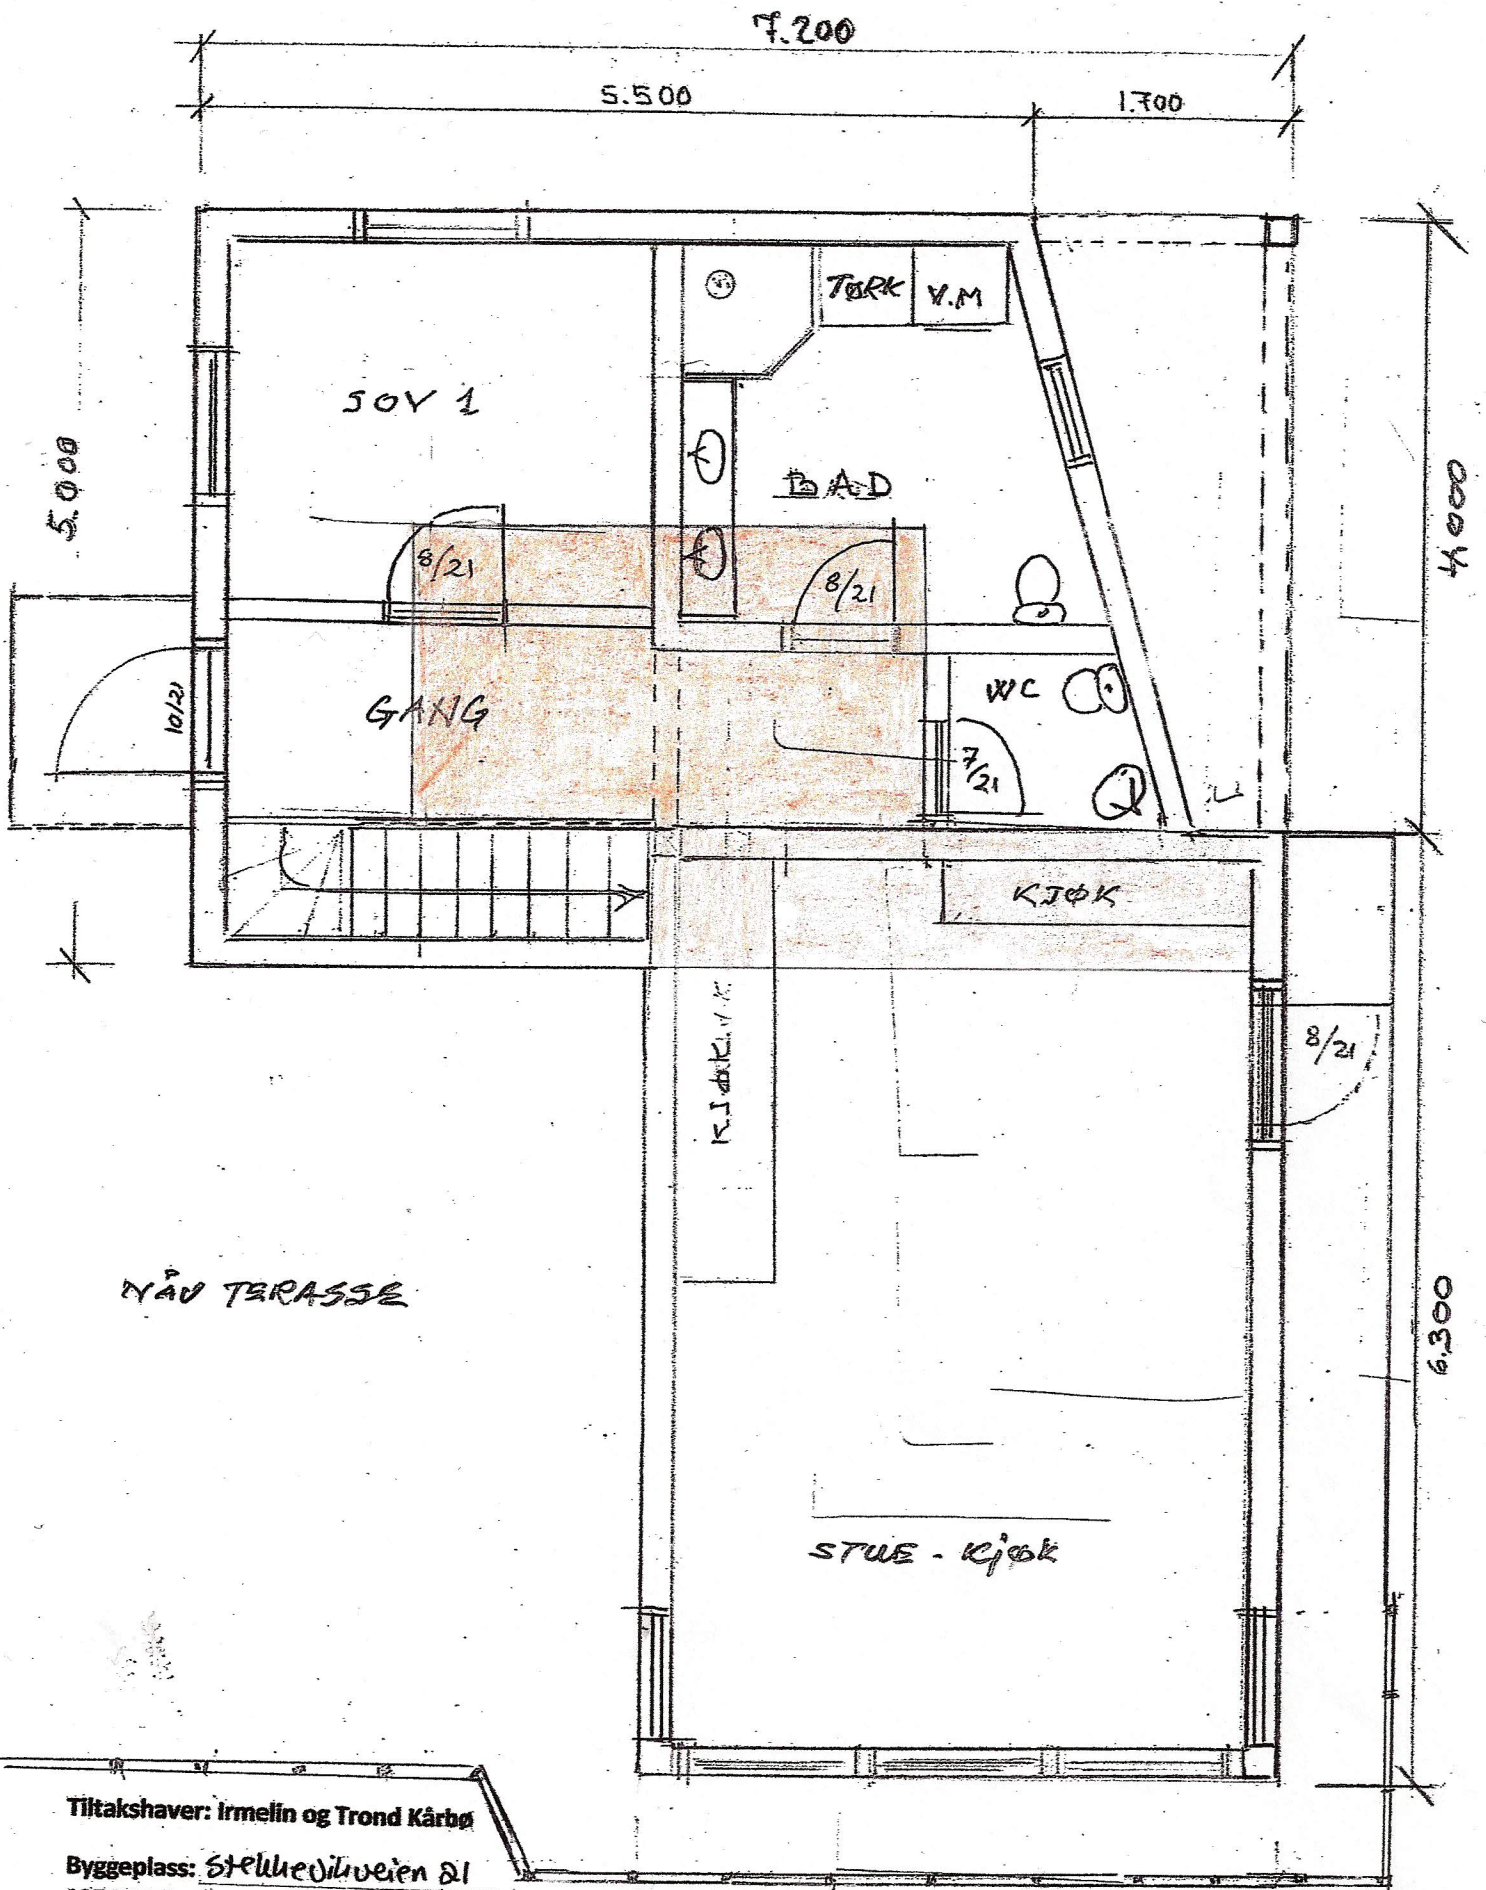 7.200
5.500
1.700
TØRK
V.M
SOV 1
5.000
BAD
4,000
8/21
8/21
WC
10/21
GANG
7/21
KJØK
8/21
NÅV TERASSE
6.300
STUE - KjØK
Tiltakshaver: Irmelin og Trond Kårbø
Byggeplass: Stekkevikveien 21